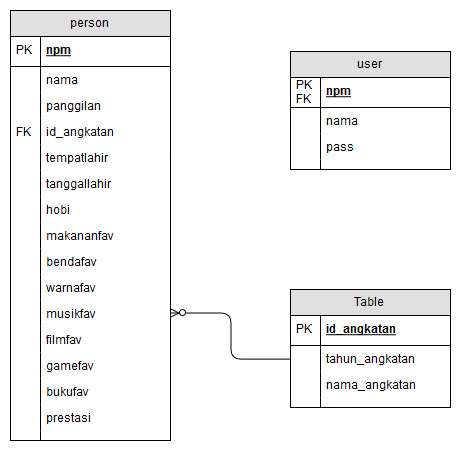 person
PK npm
nama
panggilan
FK id_angkatan
tempatlahir
tanggallahir
hobi
makananfav
bendafav
warnafav
musikfav
filmfav
gamefav
bukufav
prestasi
user
PK
FK npm
nama
pass
Table
PK id_angkatan
tahun_angkatan
nama_angkatan